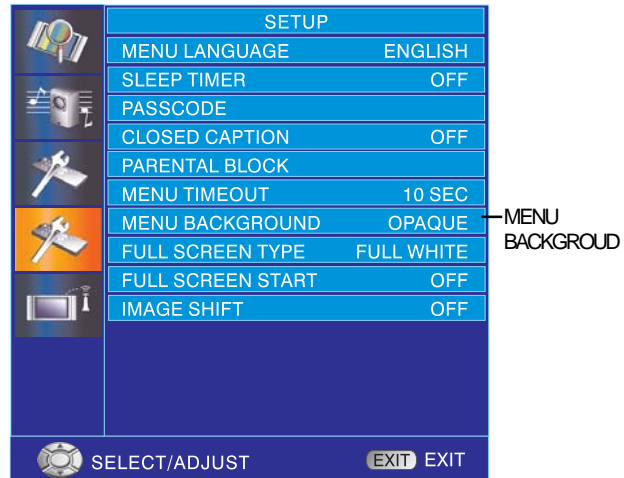 SETUP
MENU LANGUAGE ENGLISH
SLEEP TIMER OFF
PASSCODE
CLOSED CAPTION OFF
PARENTAL BLOCK
MENU TIMEOUT 10 SEC
MENU BACKGROUND OPAQUE
FULL SCREEN TYPE FULL WHITE
FULL SCREEN START OFF
IMAGE SHIFT OFF
SELECT/ADJUST EXIT EXIT
MENU
BACKGROUD